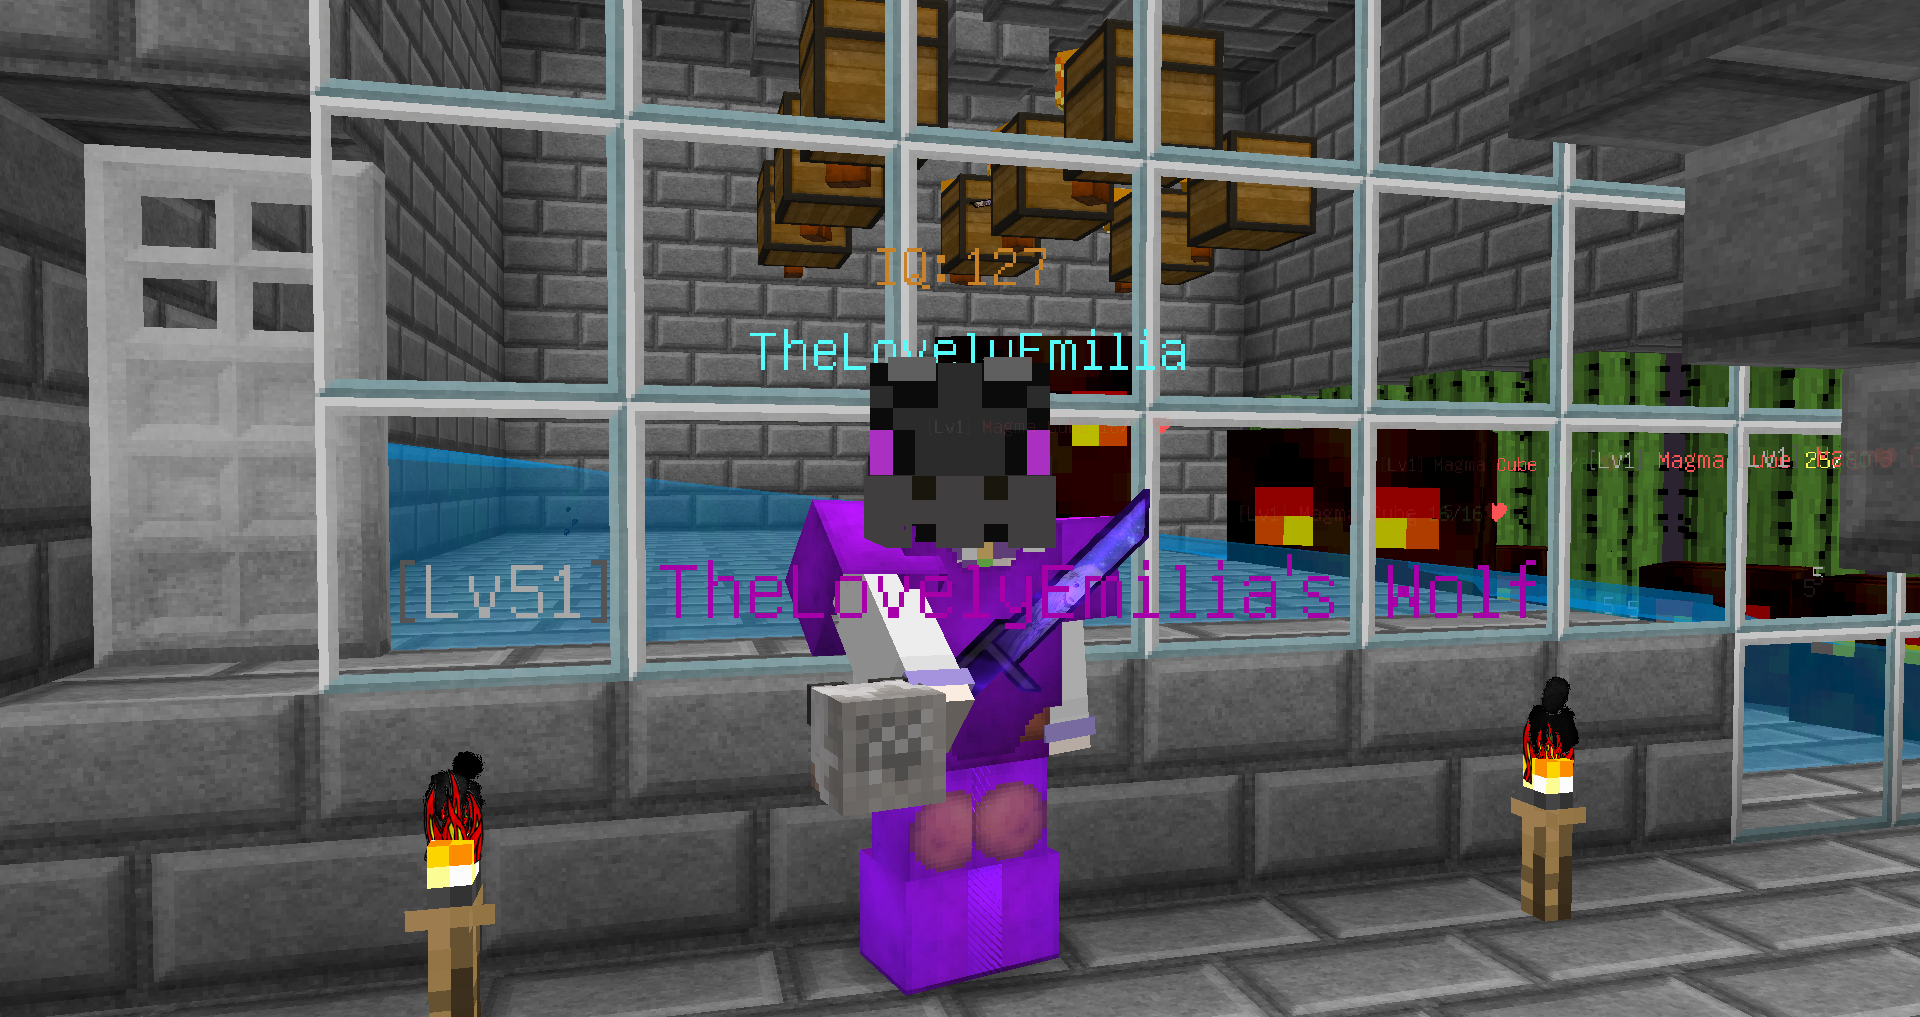 IQ: 127
TheLovelyEmilia
[Lv1] Magma
[Lv1] Magma Cube
[Lv1] Magma Cube
[Lv1] Magma Cube 16/16
[Lv51] TheLovelyEmilia's Wolf